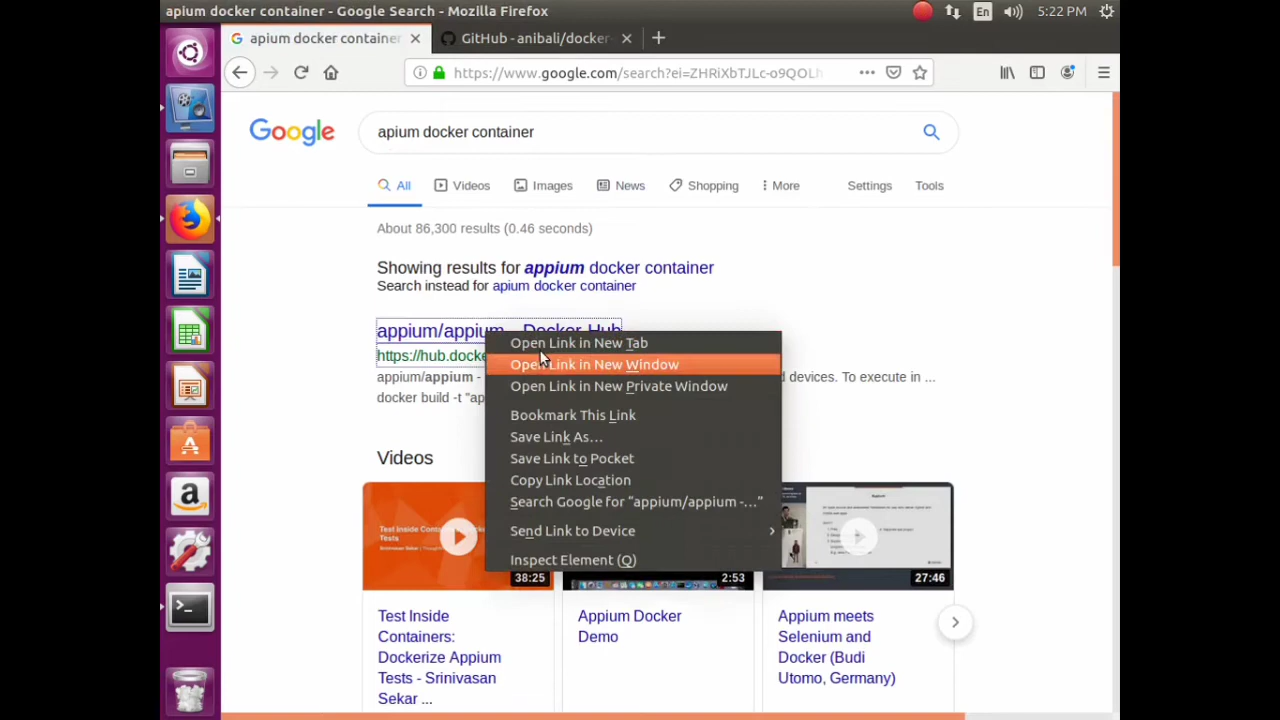 apium docker container - Google Search - Mozilla Firefox
En
5:22 PM
apium docker container
GitHub - anibali/docker-
https://www.google.com/search?ei=ZHRiXbTJLc-o9QOLh
Google
apium docker container
All
Videos
Images
News
Shopping
More
Settings
Tools
About 86,300 results (0.46 seconds)
Showing results for appium docker container
Search instead for apium docker container
appium/appium - Docker Hub
https://hub.docke
appium/appium -
d devices. To execute in ...
docker build -t "ap
Open Link in New Tab
Open Link in New Window
Open Link in New Private Window
Bookmark This Link
Save Link As…
Save Link to Pocket
Copy Link Location
Search Google for “appium/appium -…”
Send Link to Device
Inspect Element (Q)
Videos
Test Inside Con
Tests
38:25
2:53
Appium
27:46
Test Inside
Containers:
Dockerize Appium
Tests - Srinivasan
Sekar ...
Appium Docker
Demo
Appium meets
Selenium and
Docker (Budi
Utomo, Germany)